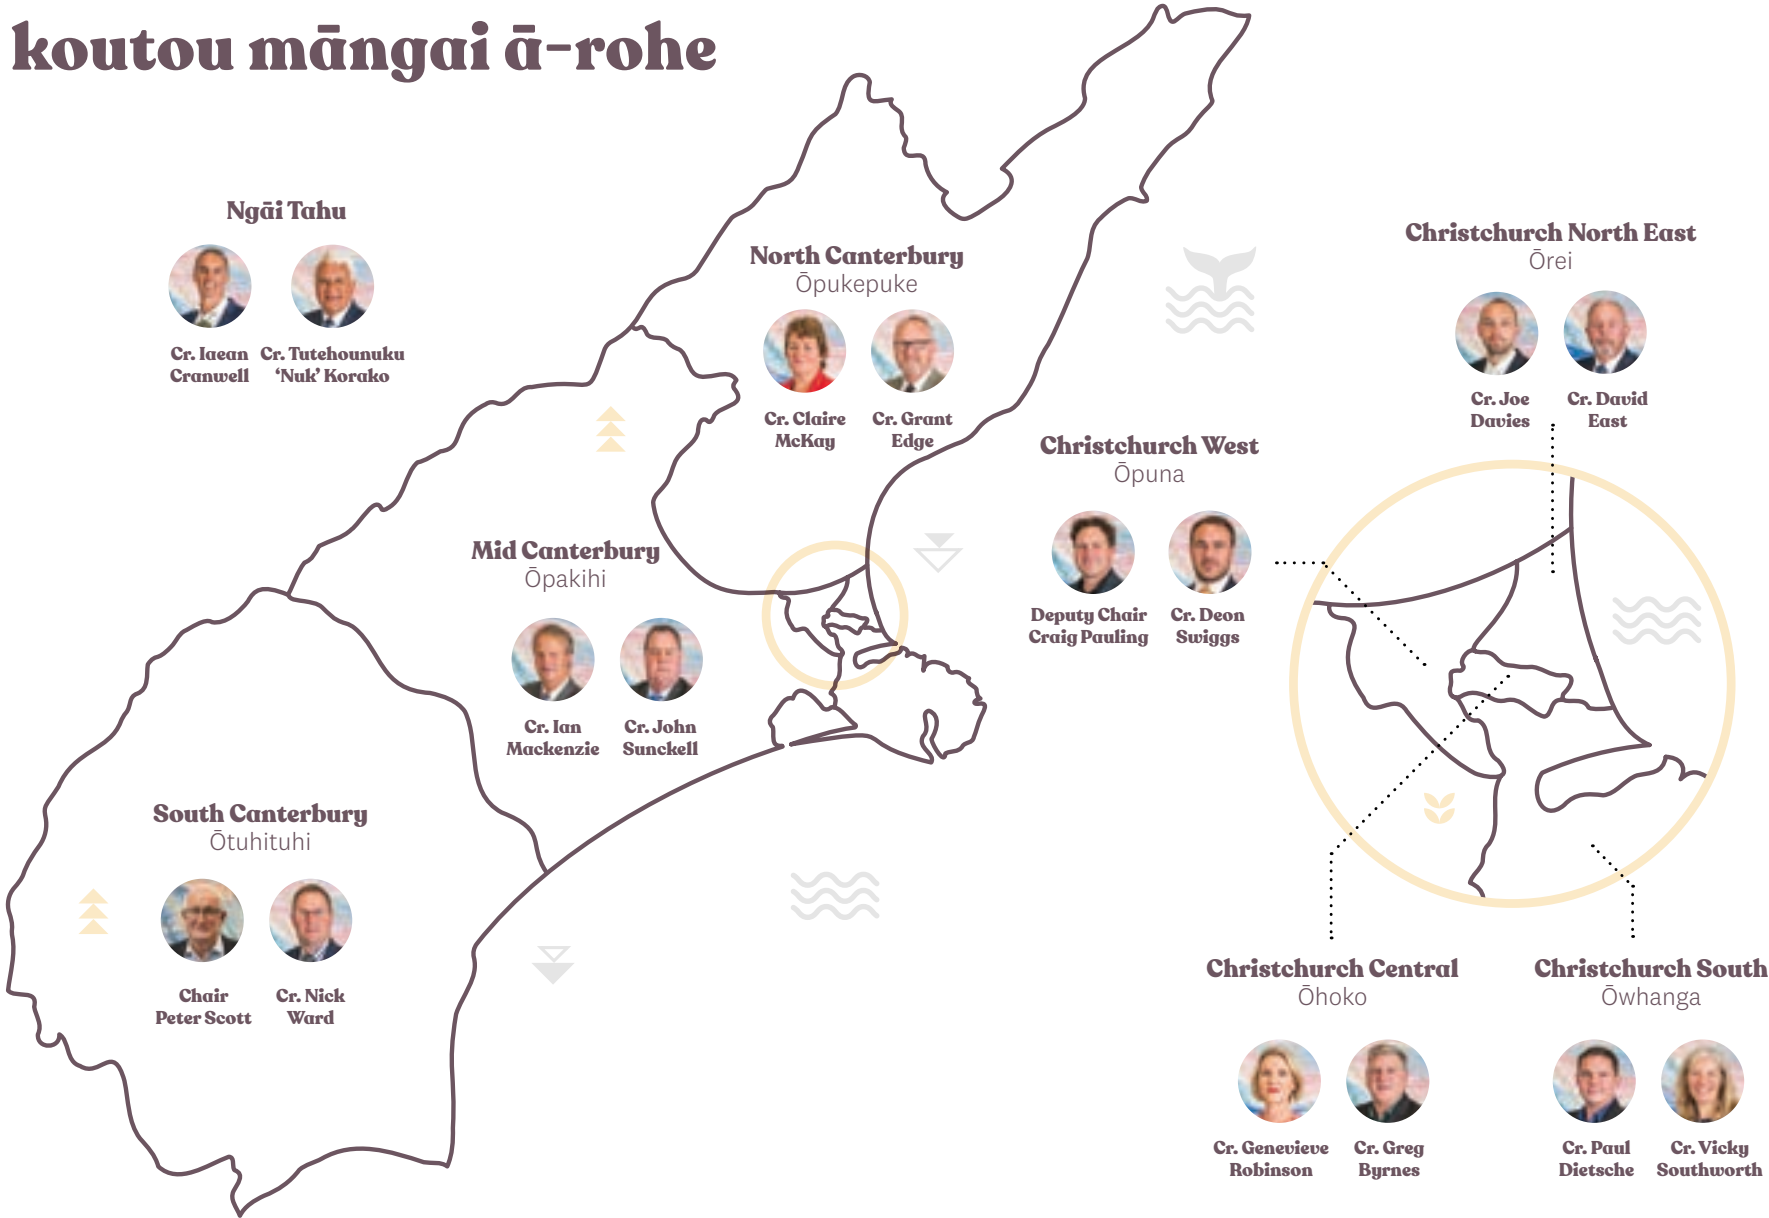 koutou māngai ā-rohe
Ngāi Tahu
Cr. Iaean
Cranwell
Cr. Tutehounuku
‘Nuk’ Korako
North Canterbury
Ōpukepuke
Cr. Claire
McKay
Cr. Grant
Edge
Christchurch North East
Ōrei
Cr. Joe
Davies
Cr. David
East
Christchurch West
Ōpuna
Deputy Chair
Craig Pauling
Cr. Deon
Swiggs
Mid Canterbury
Ōpakihi
Cr. Ian
Mackenzie
Cr. John
Sunckell
South Canterbury
Ōtuhituhi
Chair
Peter Scott
Cr. Nick
Ward
Christchurch Central
Ōhoko
Cr. Genevieve
Robinson
Cr. Greg
Byrnes
Christchurch South
Ōwhanga
Cr. Paul
Dietsche
Cr. Vicky
Southworth